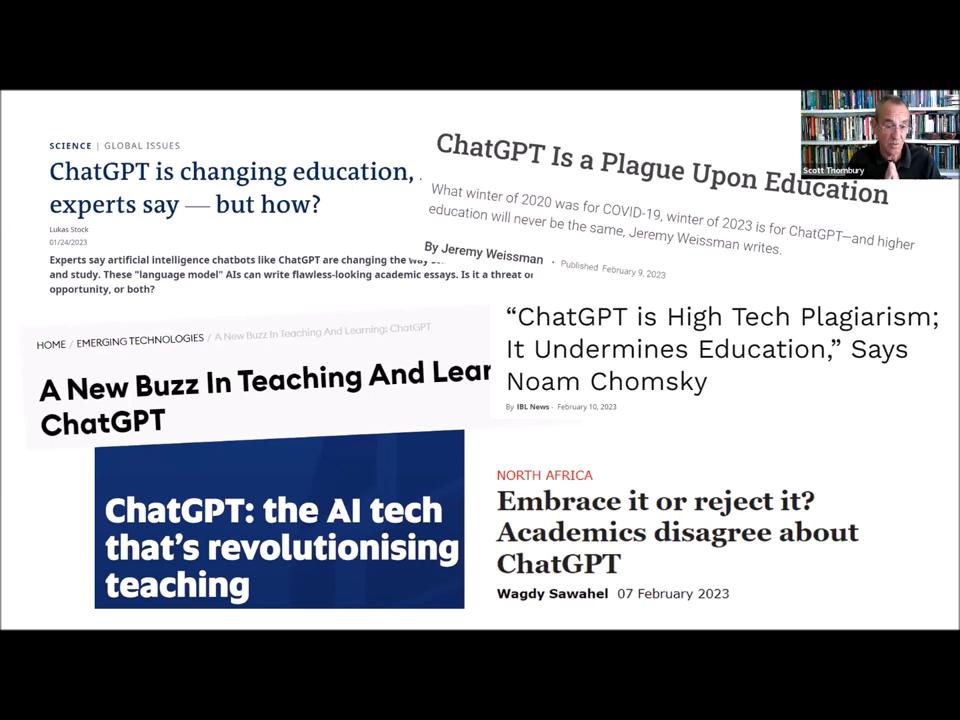 SCIENCE | GLOBAL ISSUES
ChatGPT is changing education,
experts say — but how?
Lukas Stock
01/24/2023
Experts say artificial intelligence chatbots like ChatGPT are changing the way
and study. These "language model" AIs can write flawless-looking academic essays. Is it a threat or
opportunity, or both?
ChatGPT Is a Plague Upon Education
What winter of 2020 was for COVID-19, winter of 2023 is for ChatGPT—and higher
education will never be the same, Jeremy Weissman writes.
By Jeremy Weissman • Published February 9, 2023
Scott Thornbury
HOME / EMERGING TECHNOLOGIES / A New Buzz In Teaching And Learning: ChatGPT
A New Buzz In Teaching And Lear
ChatGPT
“ChatGPT is High Tech Plagiarism;
It Undermines Education,” Says
Noam Chomsky
By IBL News - February 10, 2023
ChatGPT: the AI tech
that’s revolutionising
teaching
NORTH AFRICA
Embrace it or reject it?
Academics disagree about
ChatGPT
Wagdy Sawahel 07 February 2023